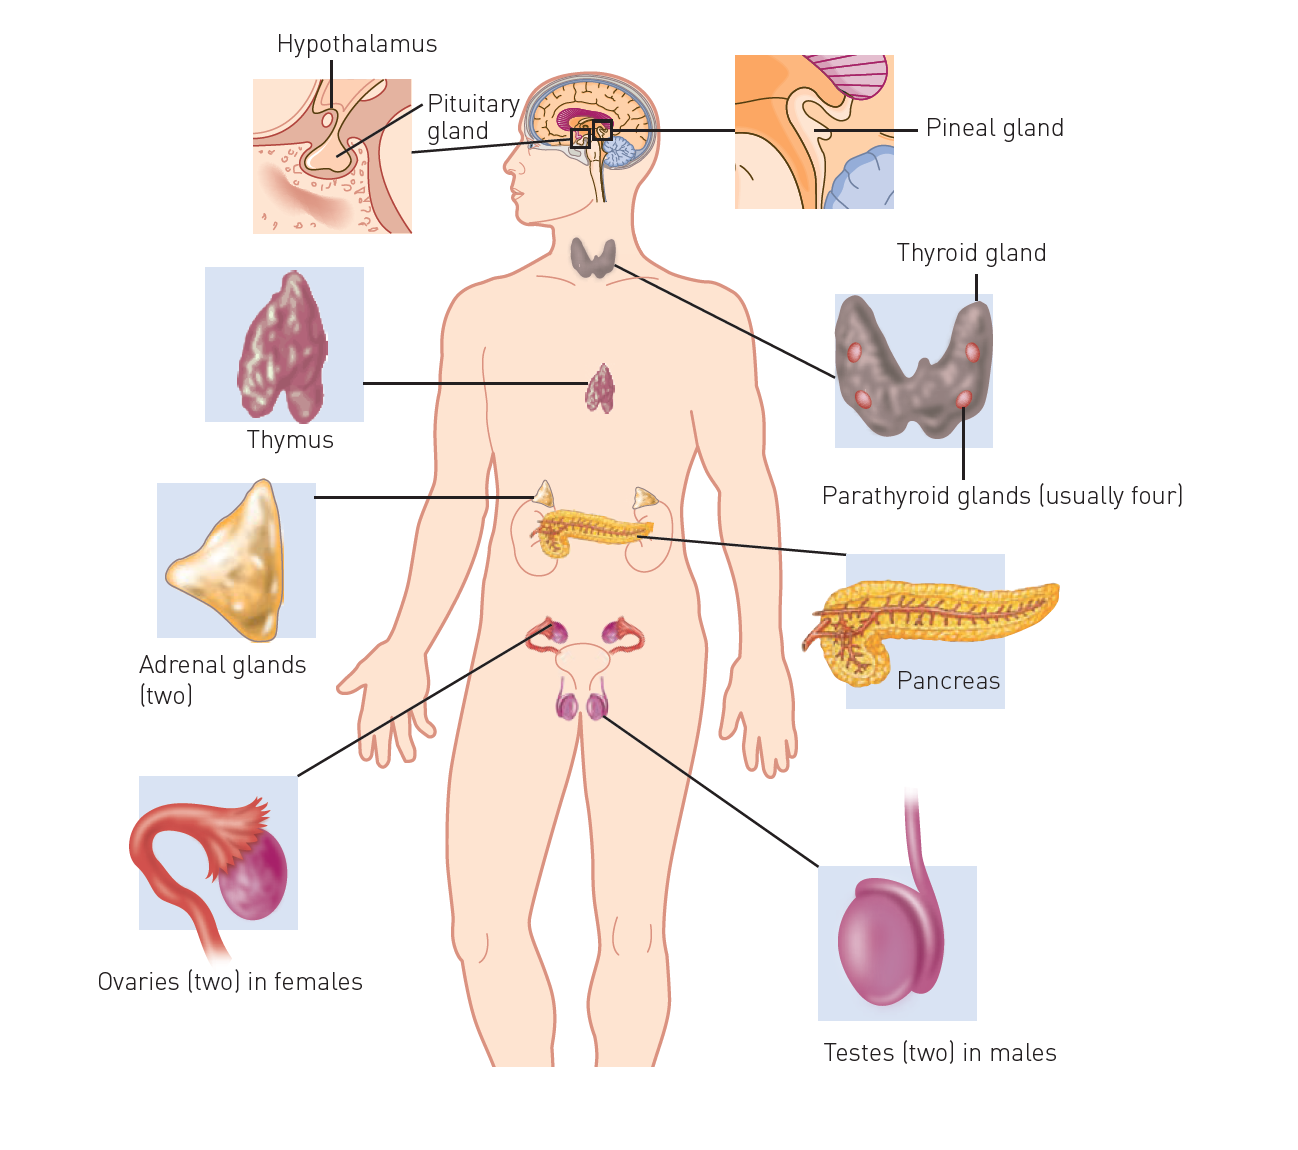 Hypothalamus
Pituitary
gland
Pineal gland
Thyroid gland
Thymus
Parathyroid glands (usually four)
Adrenal glands
(two)
Pancreas
Ovaries (two) in females
Testes (two) in males